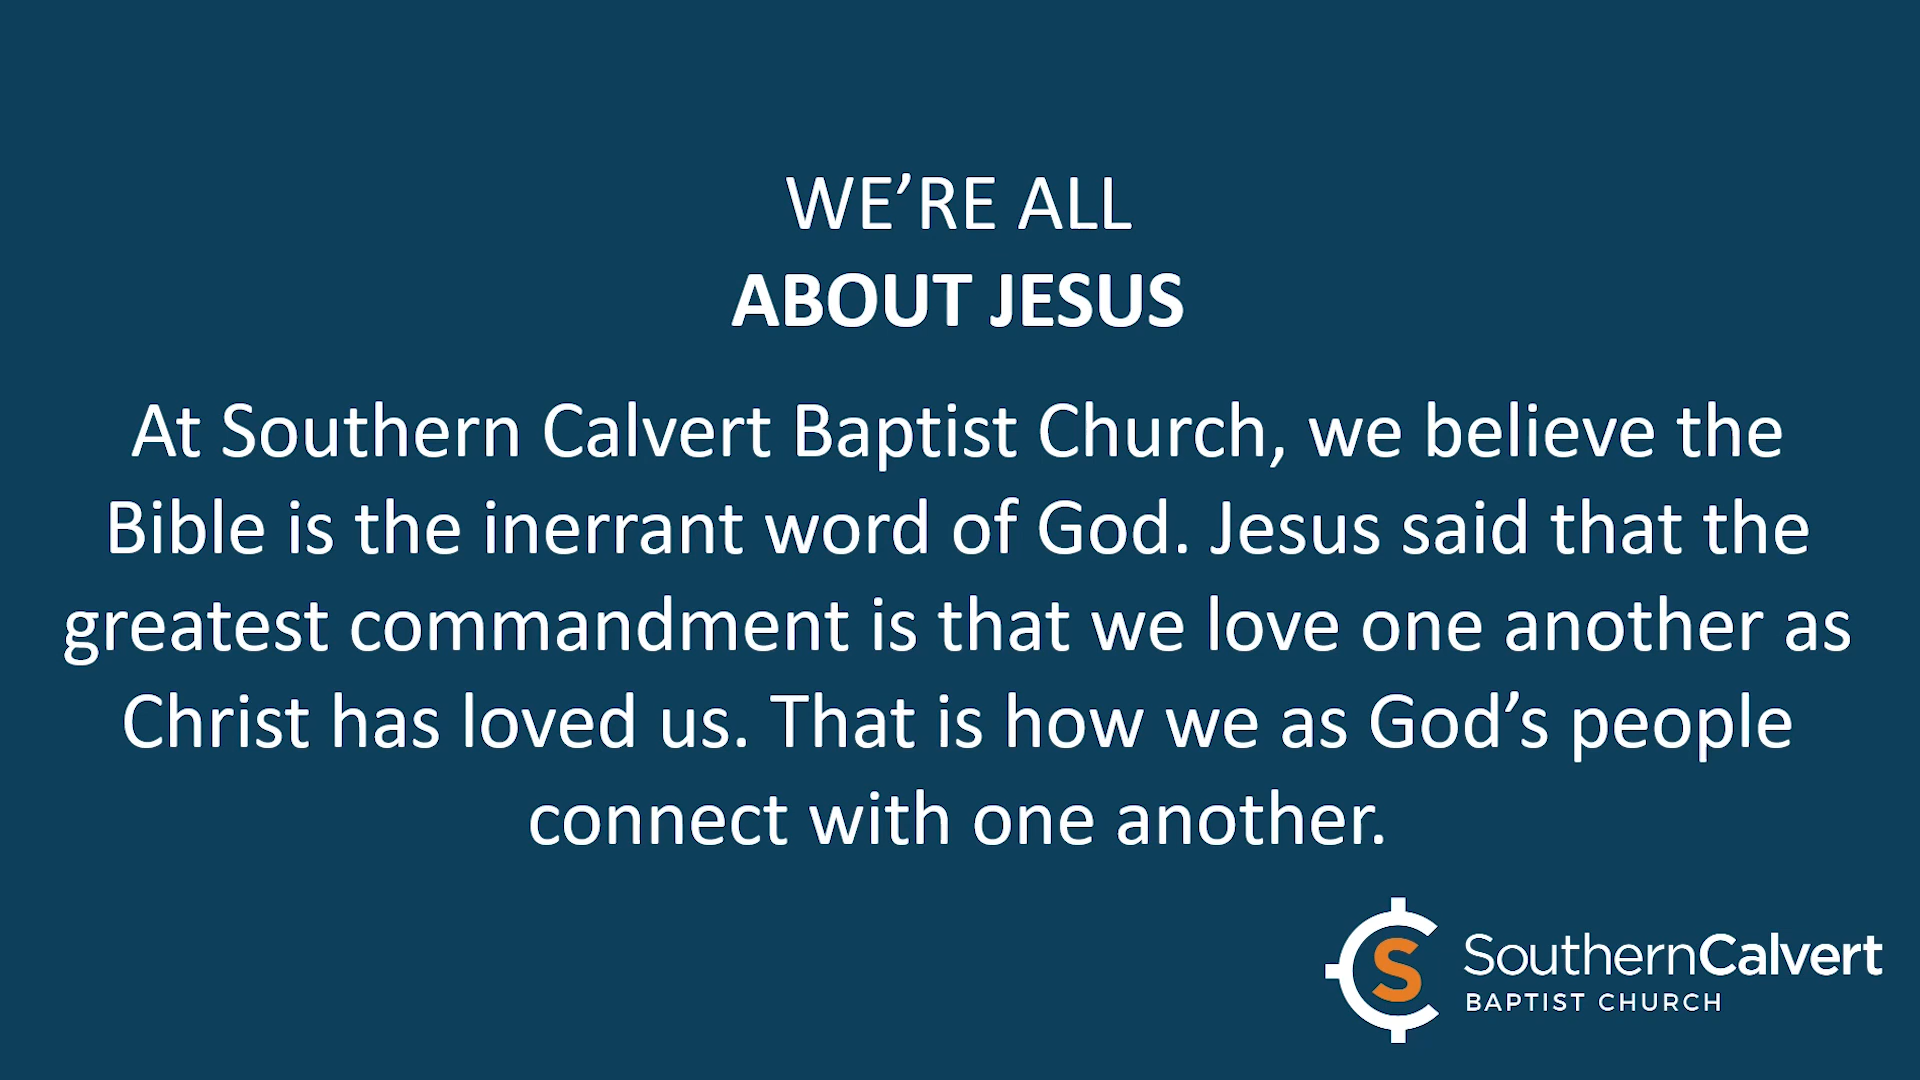 WE’RE ALL
ABOUT JESUS
At Southern Calvert Baptist Church, we believe the
Bible is the inerrant word of God. Jesus said that the
greatest commandment is that we love one another as
Christ has loved us. That is how we as God’s people
connect with one another.
SouthernCalvert
BAPTIST CHURCH